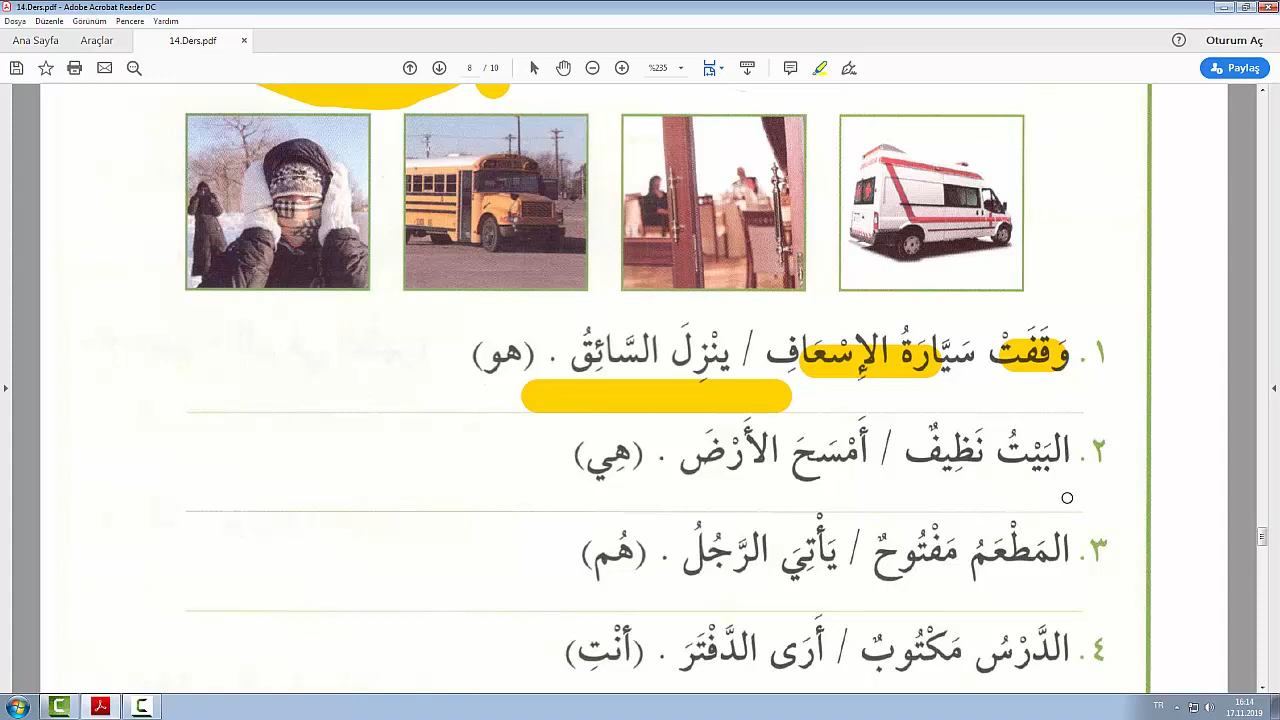 14.Ders.pdf - Adobe Acrobat Reader DC
Dosya Düzenle Görünüm Pencere Yardım
Ana Sayfa Araçlar 14.Ders.pdf × Oturum Aç
8 / 10 %235 Paylaş
١. وَقَفَتْ سَيَّارَةُ الإِسْعَافِ / ينْزِلَ السَّائِقُ . (هو)
٢. البَيْتُ نَظِيفٌ / أَمْسَحَ الأَرْضَ . (هِي)
٣. المَطْعَمُ مَفْتُوحٌ / يَأْتِيَ الرَّجُلُ . (هُم)
٤. الدَّرْسُ مَكْتُوبٌ / أَرَى الدَّفْتَرَ . (أنْتِ)
TR 16:14
17.11.2019